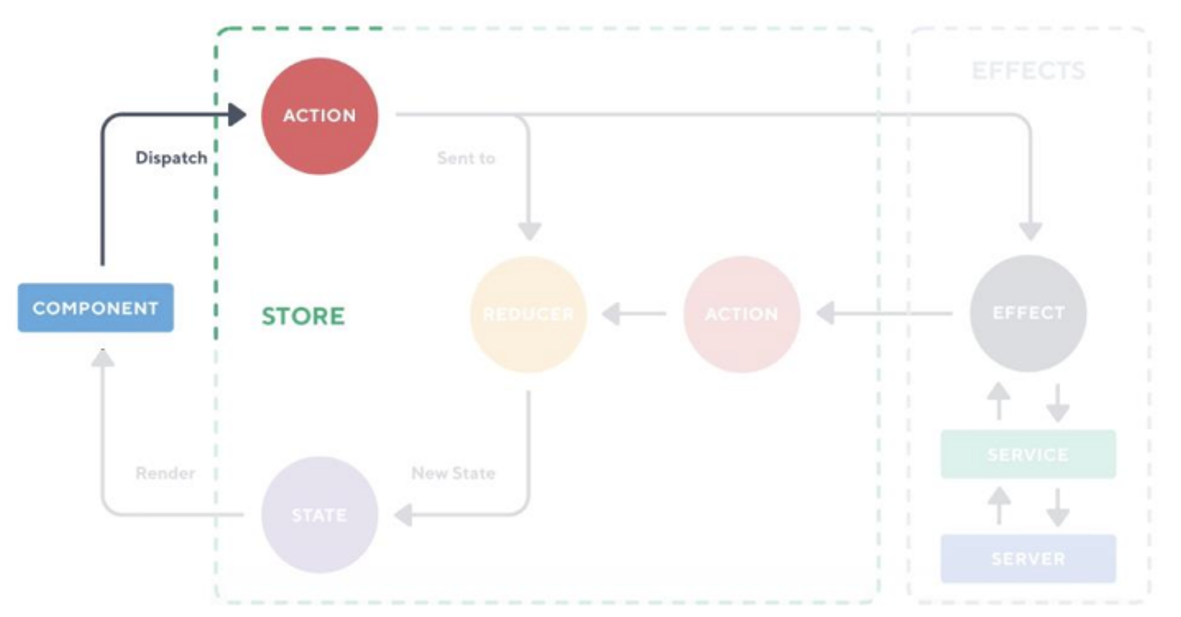 EFFECTS
ACTION
Dispatch
Sent to
COMPONENT
STORE
REDUCER
ACTION
EFFECT
SERVICE
Render
New State
STATE
SERVER